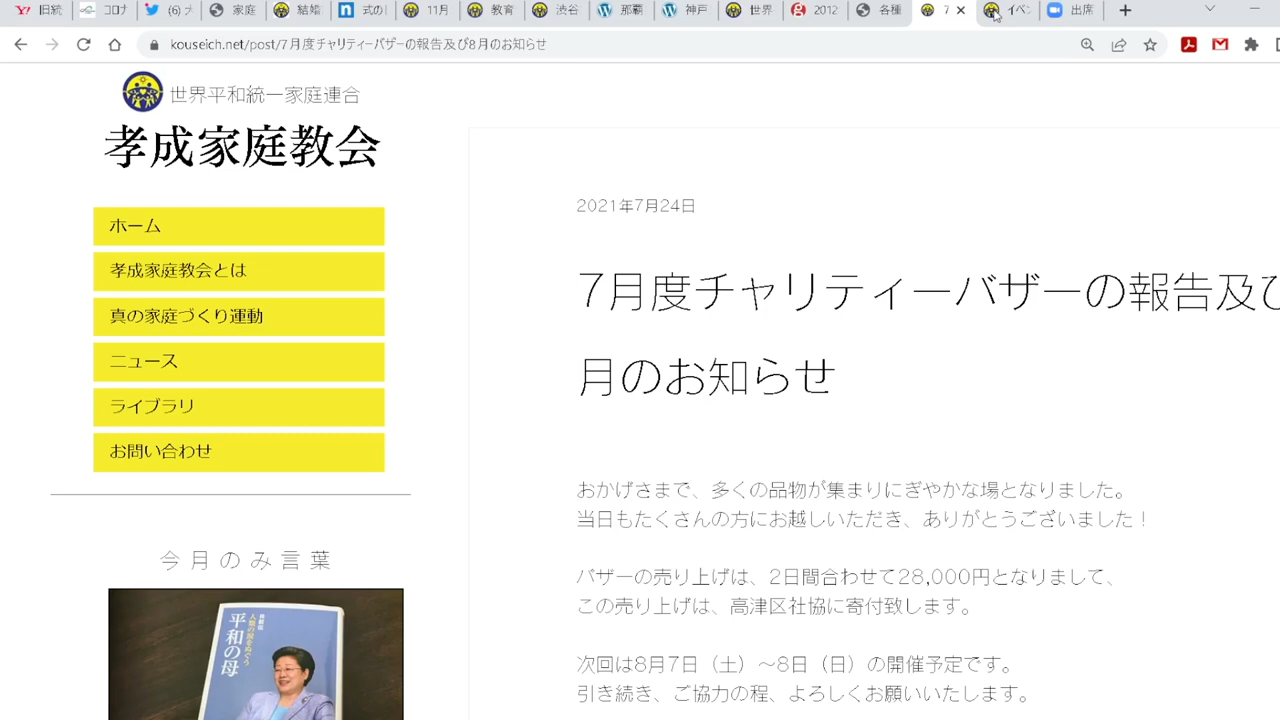 旧統
コロナ
(6) ナ
家庭
結婚
式の
11月
教育
渋谷
那覇
神戸
世界
2012
各種
7
イベン
出席
kouseich.net/post/7月度チャリティーバザーの報告及び8月のお知らせ
世界平和統一家庭連合
孝成家庭教会
ホーム
孝成家庭教会とは
真の家庭づくり運動
ニュース
ライブラリ
お問い合わせ
今月のみ言葉
平和の母
人類の涙をぬぐう
2021年7月24日
7月度チャリティーバザーの報告及び
月のお知らせ
おかげさまで、多くの品物が集まりにぎやかな場となりました。
当日もたくさんの方にお越しいただき、ありがとうございました！
バザーの売り上げは、2日間合わせて28,000円となりまして、
この売り上げは、高津区社協に寄付致します。
次回は8月7日（土）～8日（日）の開催予定です。
引き続き、ご協力の程、よろしくお願いいたします。